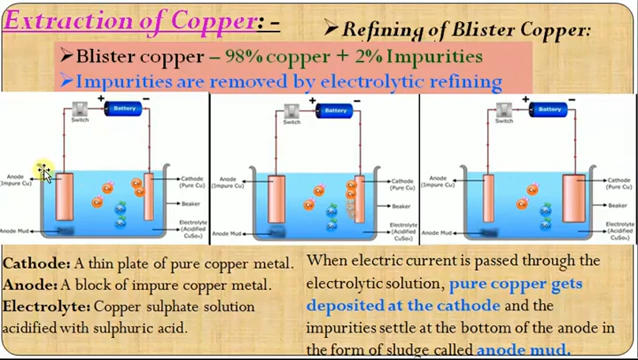 Extraction of Copper: -
➢Refining of Blister Copper:
➢Blister copper – 98% copper + 2% Impurities
➢Impurities are removed by electrolytic refining
+ Battery −
Switch
Anode
(Impure Cu)
Cathode
(Pure Cu)
Beaker
Anode Mud
Electrolyte
(Acidified
CuSo₄)
+ Battery −
Switch
Anode
(Impure Cu)
Cathode
(Pure Cu)
Beaker
Anode Mud
Electrolyte
(Acidified
CuSo₄)
+ Battery −
Switch
Anode
(Impure Cu)
Cathode
(Pure Cu)
Beaker
Anode Mud
Electrolyte
(Acidified
CuSo₄)
Cathode: A thin plate of pure copper metal.
Anode: A block of impure copper metal.
Electrolyte: Copper sulphate solution
acidified with sulphuric acid.
When electric current is passed through the
electrolytic solution, pure copper gets
deposited at the cathode and the
impurities settle at the bottom of the anode in
the form of sludge called anode mud.